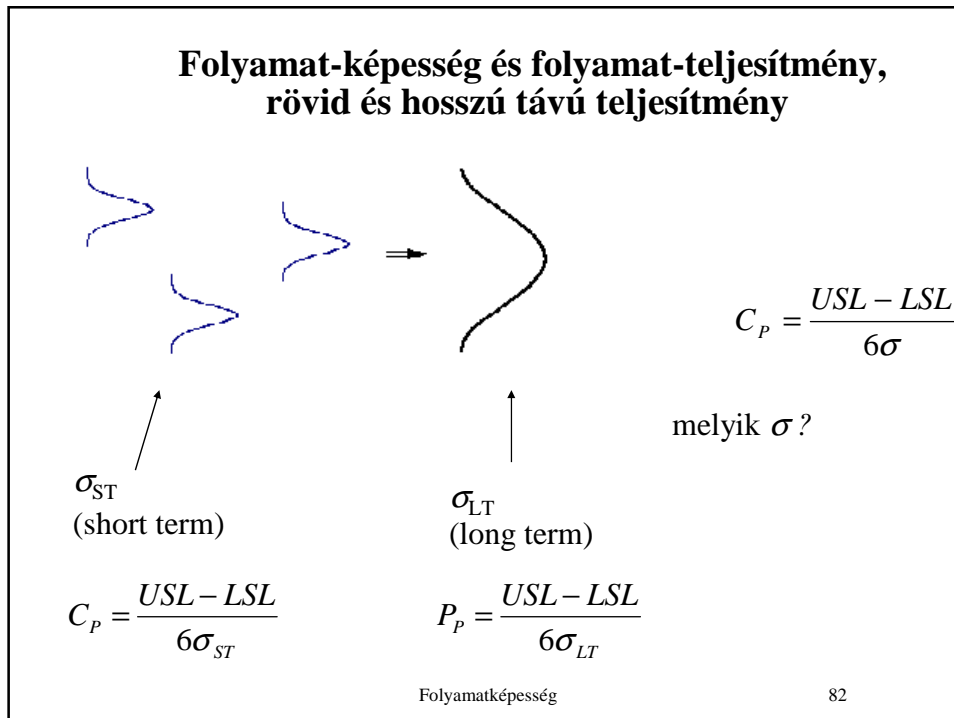 Folyamat-képesség és folyamat-teljesítmény,
rövid és hosszú távú teljesítmény
C_P = (USL − LSL) / 6σ
melyik σ ?
σ_ST
(short term)
σ_LT
(long term)
C_P = (USL − LSL) / 6σ_ST
P_P = (USL − LSL) / 6σ_LT
Folyamatképesség 82